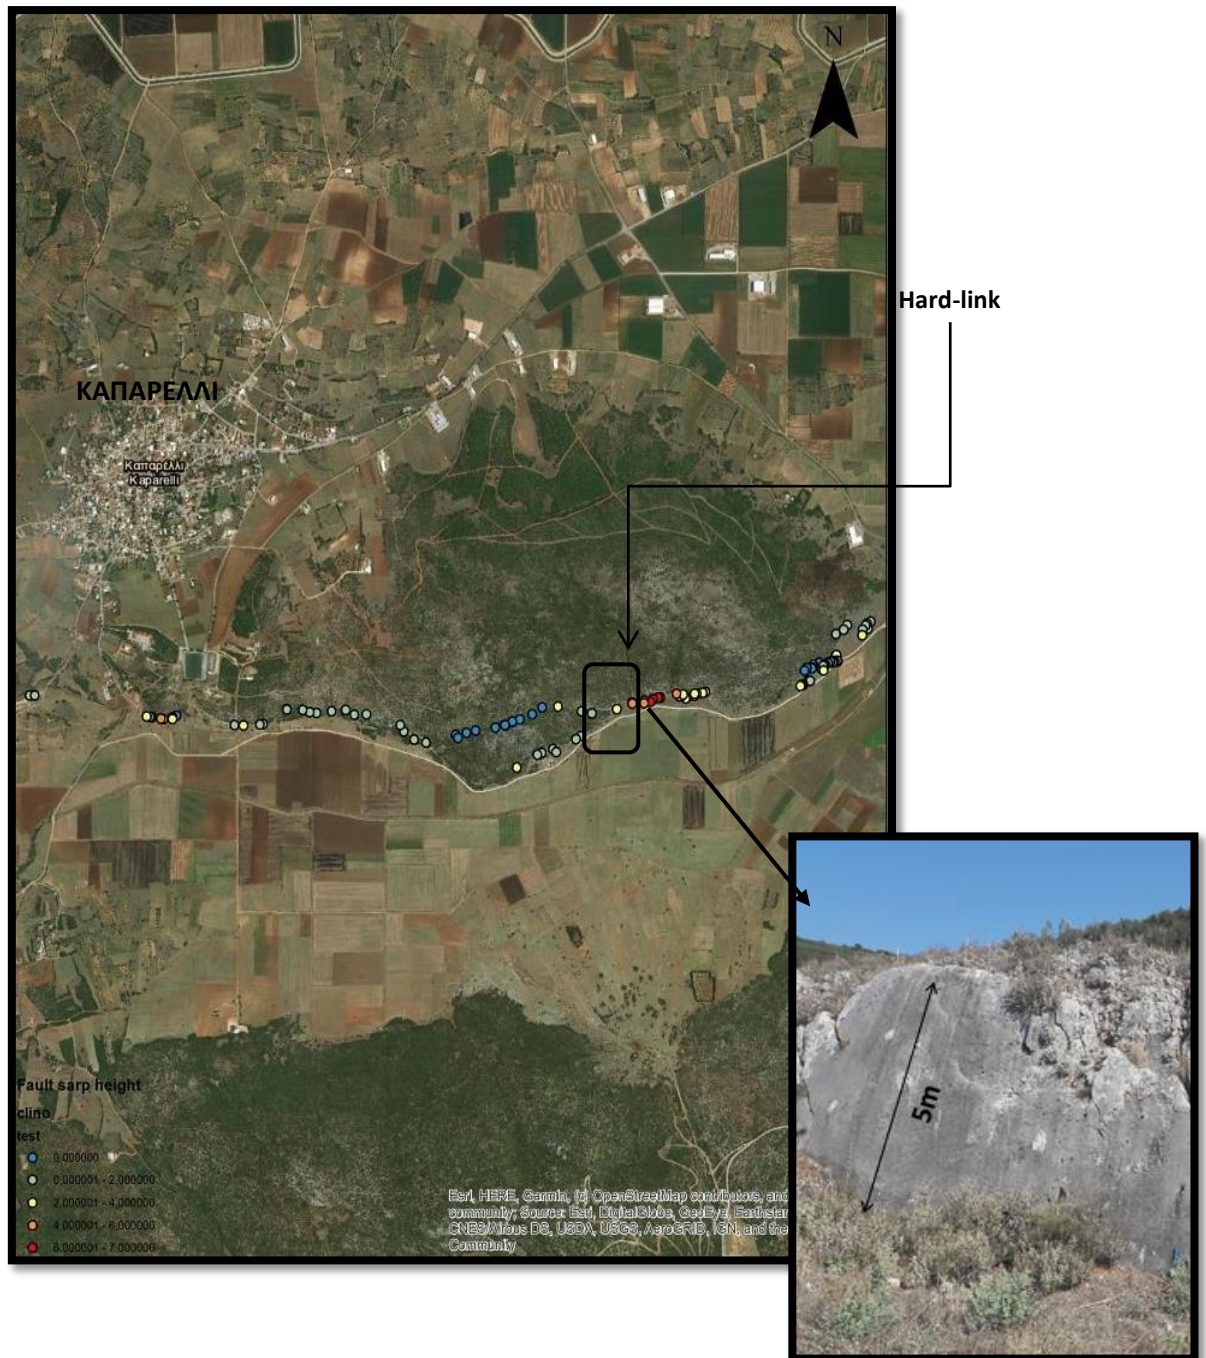 N
Hard-link
ΚΑΠΑΡΕΛΛΙ
Καπαρέλλι
Kaparelli
5m
Fault sarp height
clino
test
0,000000
0,000001 - 2,000000
2,000001 - 4,000000
4,000001 - 6,000000
6,000001 - 7,000000
Esri, HERE, Garmin, (c) OpenStreetMap contributors, and
community, Source: Esri, DigitalGlobe, GeoEye, Earthstar
CNES/Airbus DS, USDA, USGS, AeroGRID, IGN, and the
Community